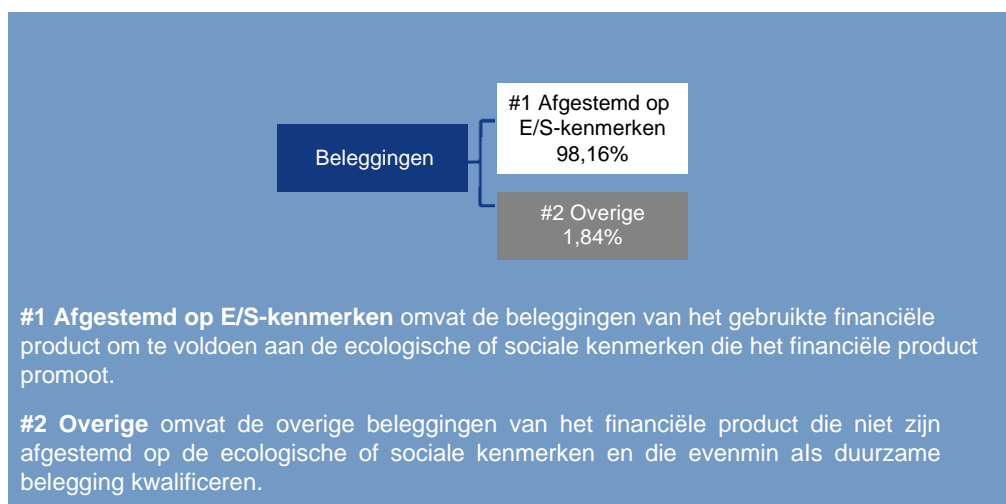 #1 Afgestemd op
E/S-kenmerken
98,16%
Beleggingen
#2 Overige
1,84%
#1 Afgestemd op E/S-kenmerken omvat de beleggingen van het gebruikte financiële
product om te voldoen aan de ecologische of sociale kenmerken die het financiële product
promoot.
#2 Overige omvat de overige beleggingen van het financiële product die niet zijn
afgestemd op de ecologische of sociale kenmerken en die evenmin als duurzame
belegging kwalificeren.